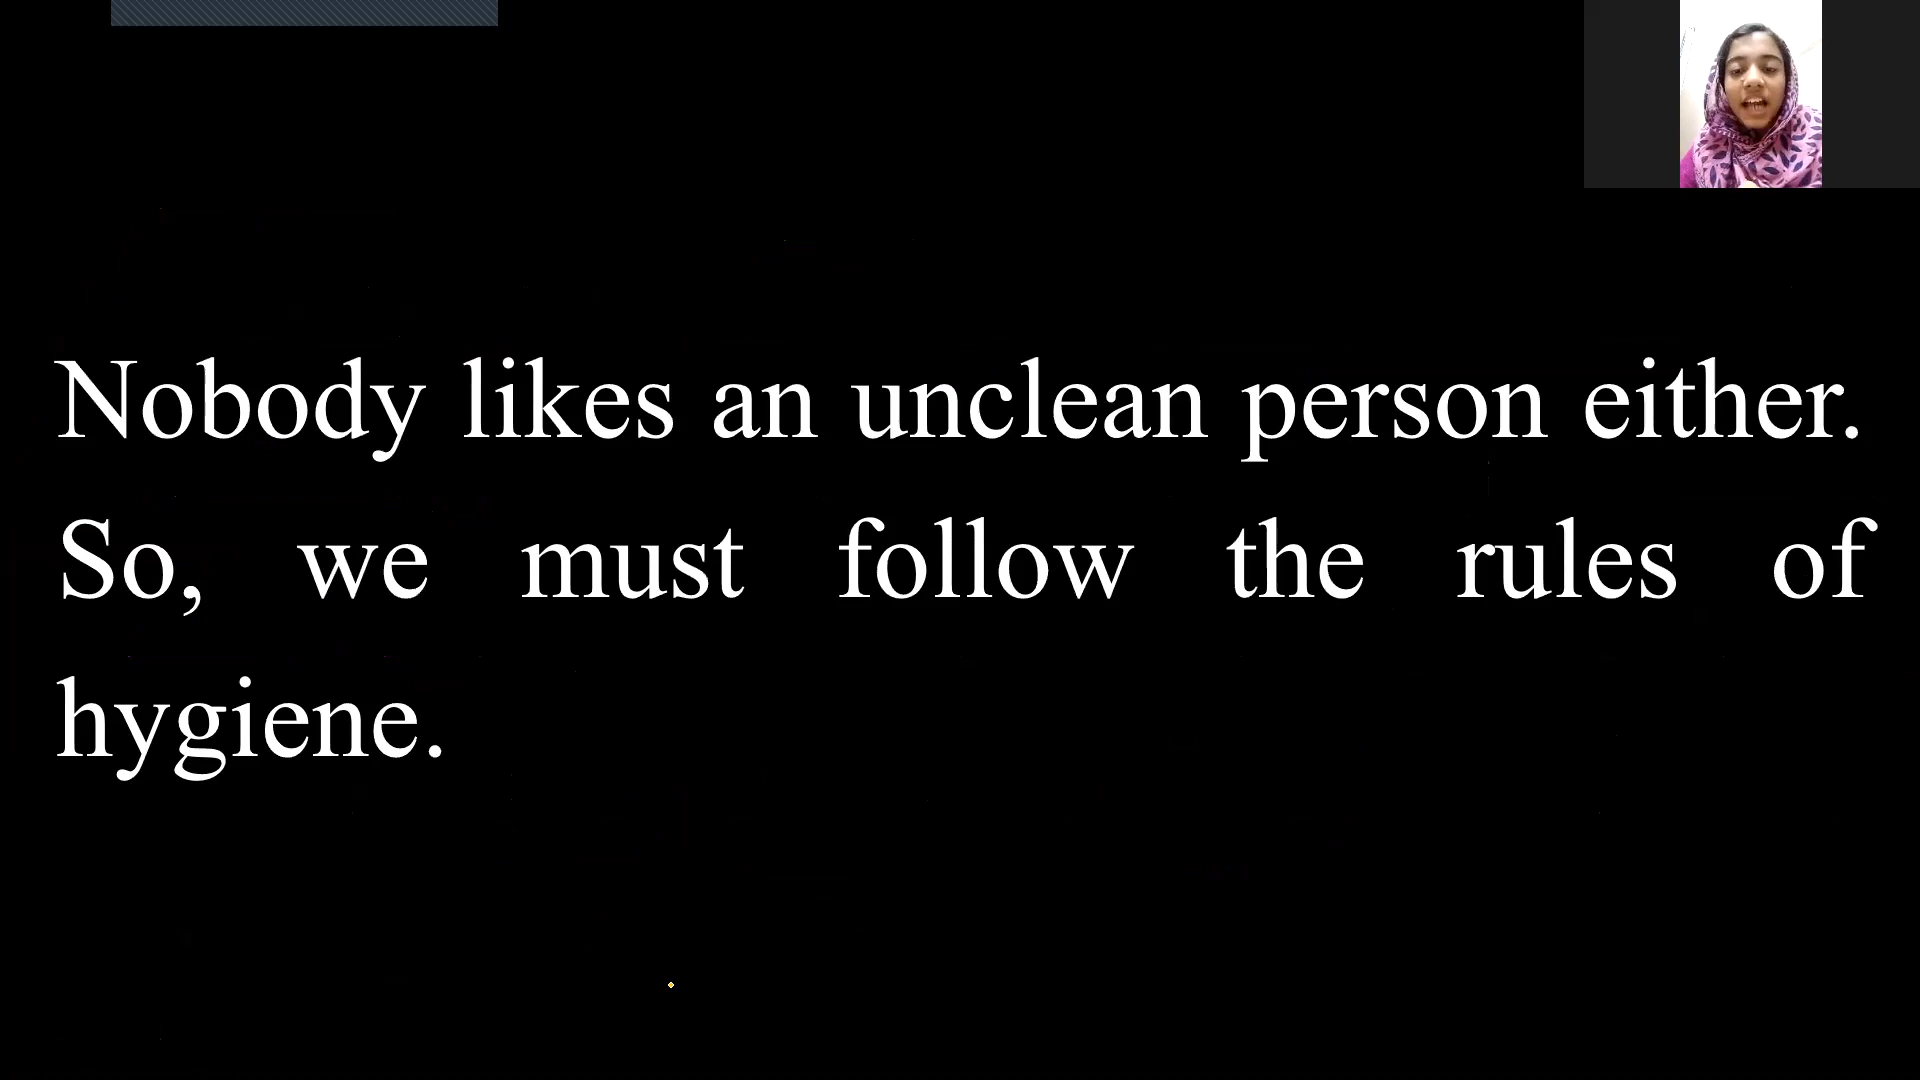 Nobody likes an unclean person either.
So, we must follow the rules of
hygiene.